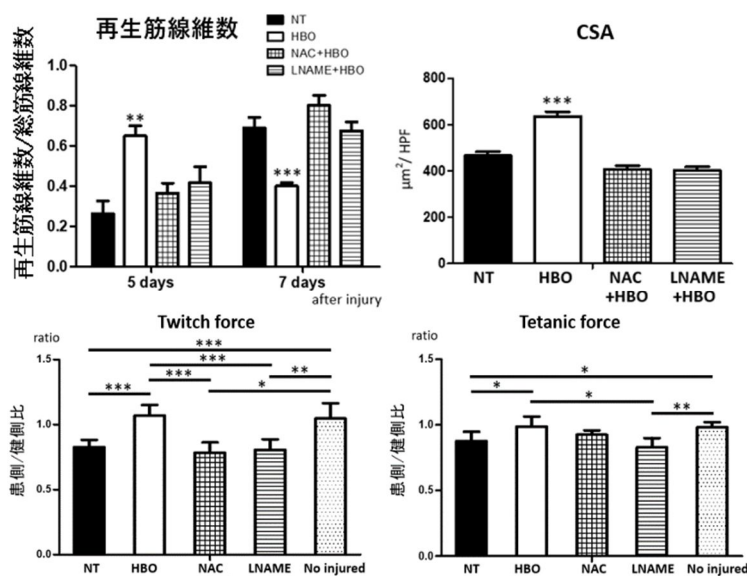 再生筋線維数
NT
HBO
NAC+HBO
LNAME+HBO
再生筋線維数/総筋線維数
1.0
0.8
0.6
0.4
0.2
0.0
**
***
5 days
7 days
after injury
CSA
μm²/ HPF
800
600
400
200
0
***
NT
HBO
NAC
+HBO
LNAME
+HBO
Twitch force
ratio
患側/健側比
1.5
1.0
0.5
0.0
***
***
***
***
**
*
NT
HBO
NAC
LNAME
No injured
Tetanic force
ratio
患側/健側比
1.5
1.0
0.5
0.0
*
*
*
**
NT
HBO
NAC
LNAME
No injured